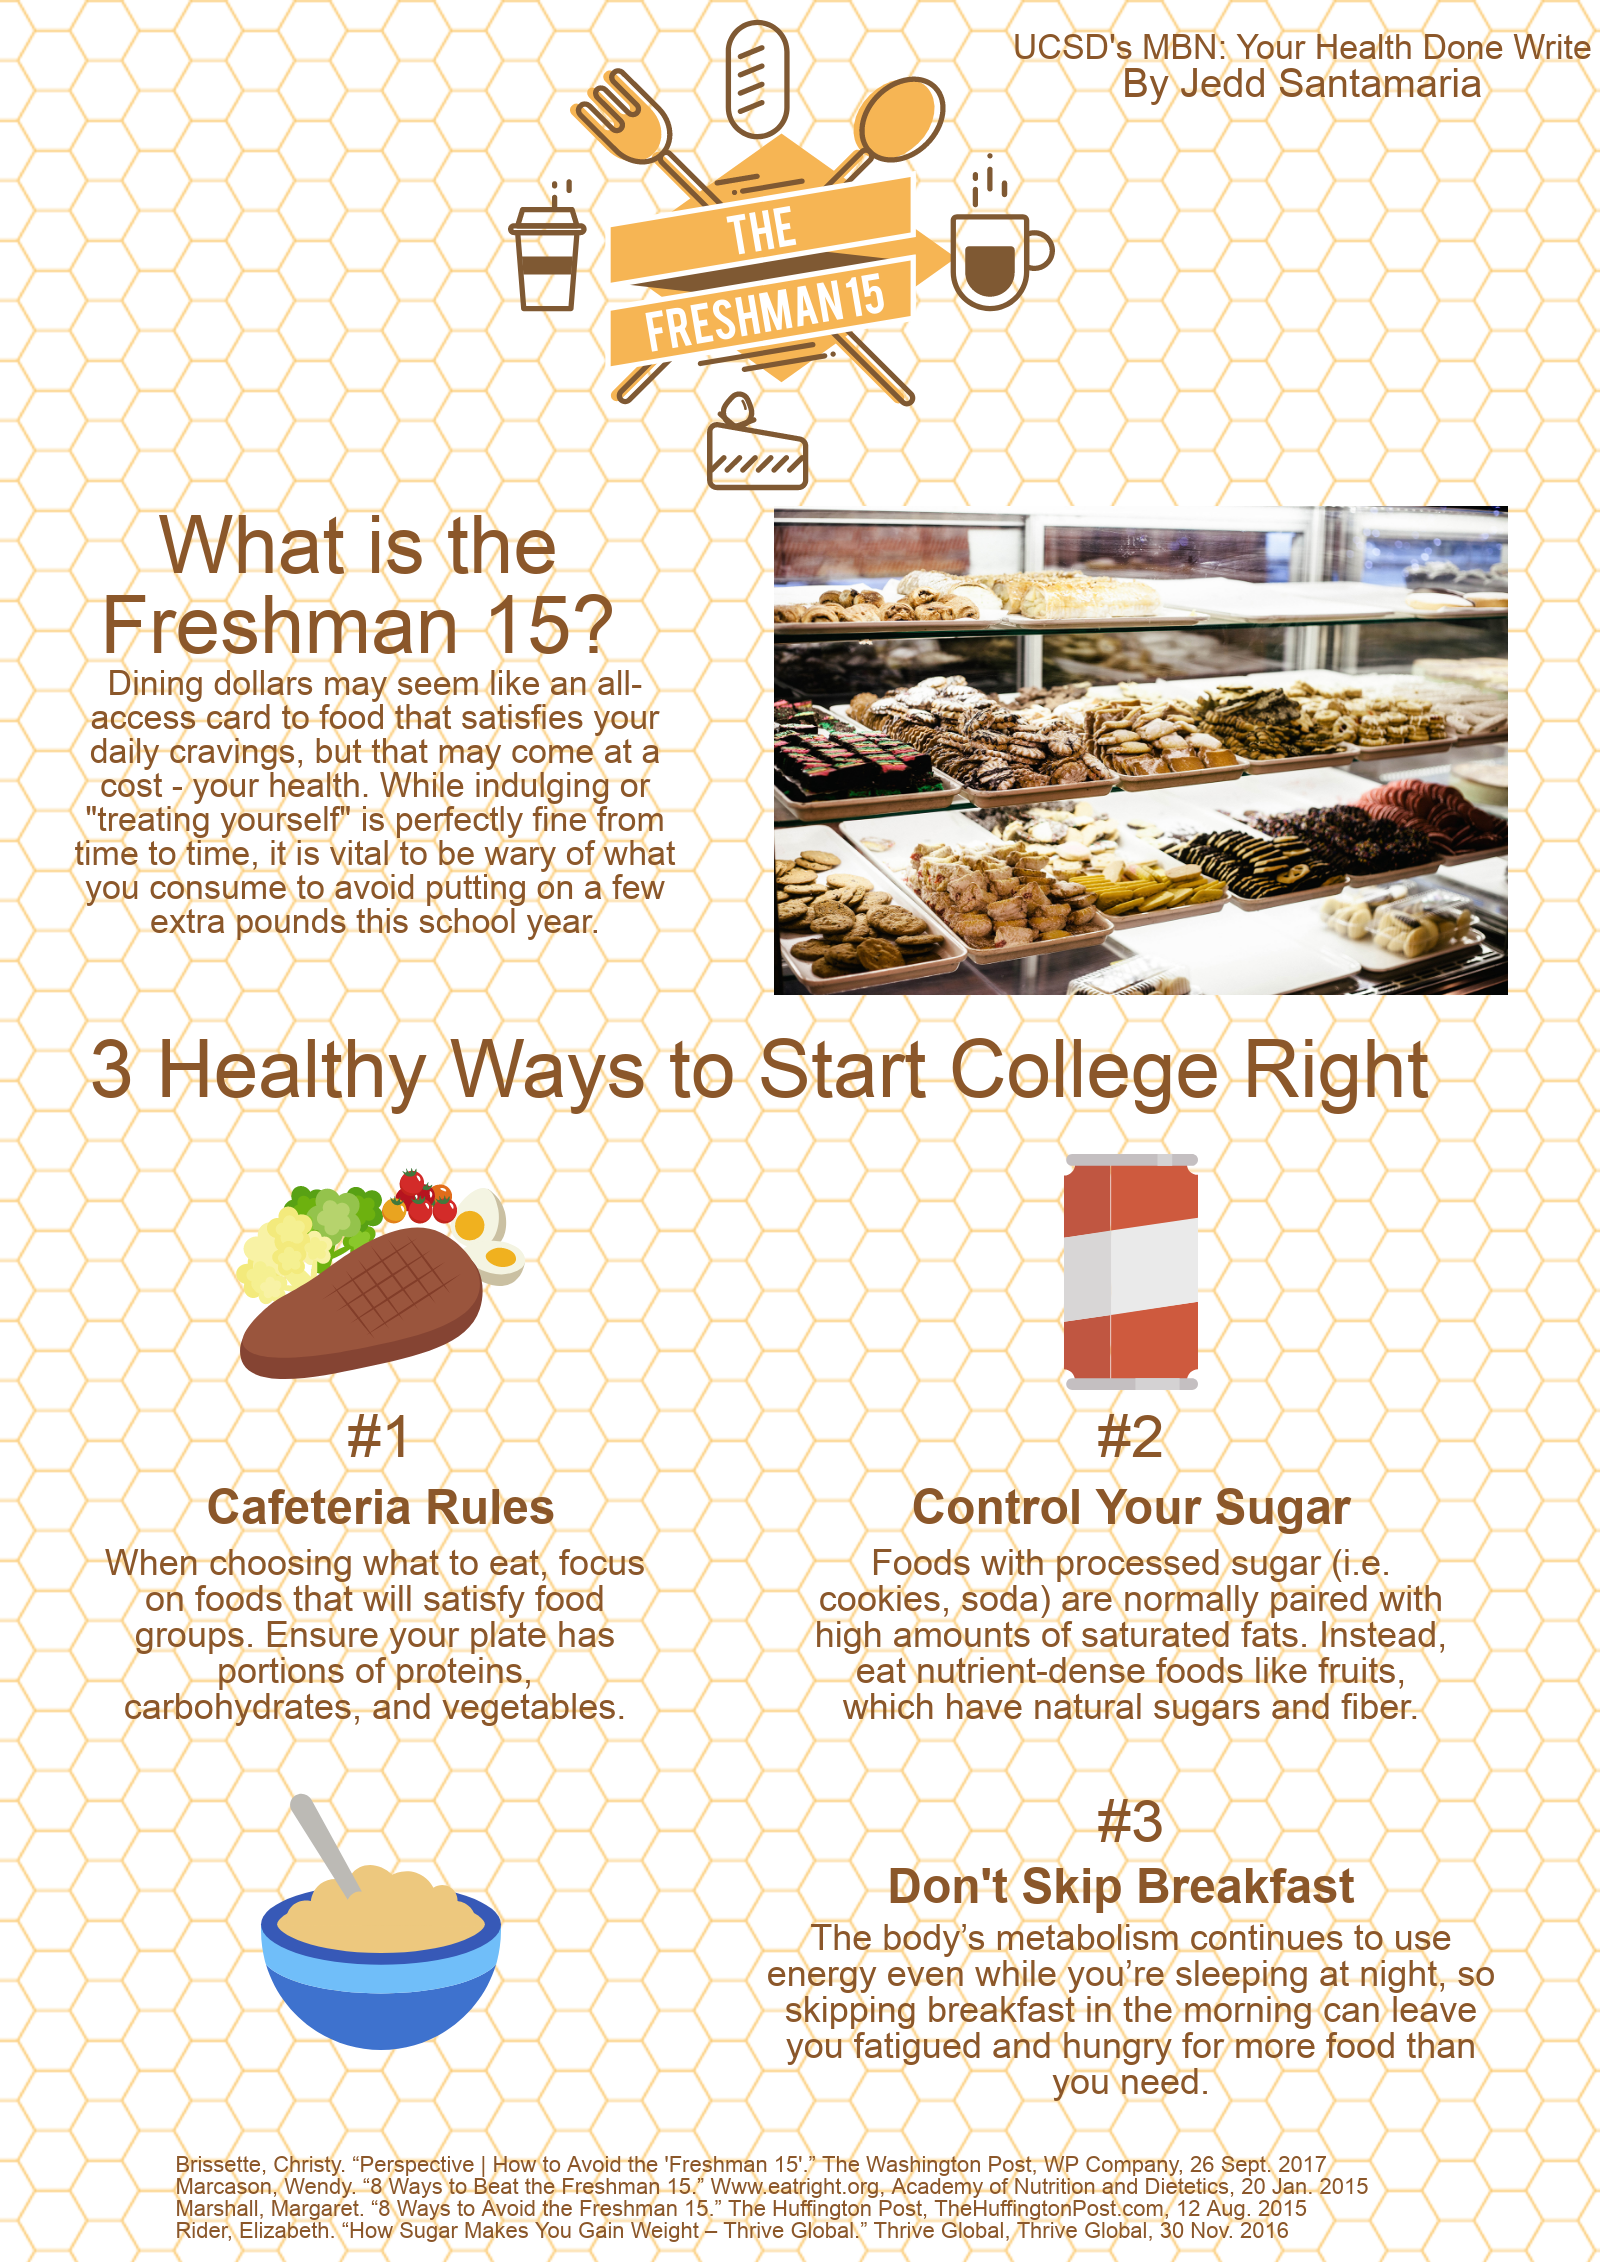 UCSD's MBN: Your Health Done Write
By Jedd Santamaria
THE
FRESHMAN 15
What is the
Freshman 15?
Dining dollars may seem like an all-
access card to food that satisfies your
daily cravings, but that may come at a
cost - your health. While indulging or
"treating yourself" is perfectly fine from
time to time, it is vital to be wary of what
you consume to avoid putting on a few
extra pounds this school year.
3 Healthy Ways to Start College Right
#1
Cafeteria Rules
When choosing what to eat, focus
on foods that will satisfy food
groups. Ensure your plate has
portions of proteins,
carbohydrates, and vegetables.
#2
Control Your Sugar
Foods with processed sugar (i.e.
cookies, soda) are normally paired with
high amounts of saturated fats. Instead,
eat nutrient-dense foods like fruits,
which have natural sugars and fiber.
#3
Don't Skip Breakfast
The body’s metabolism continues to use
energy even while you’re sleeping at night, so
skipping breakfast in the morning can leave
you fatigued and hungry for more food than
you need.
Brissette, Christy. “Perspective | How to Avoid the 'Freshman 15'.” The Washington Post, WP Company, 26 Sept. 2017
Marcason, Wendy. “8 Ways to Beat the Freshman 15.” Www.eatright.org, Academy of Nutrition and Dietetics, 20 Jan. 2015
Marshall, Margaret. “8 Ways to Avoid the Freshman 15.” The Huffington Post, TheHuffingtonPost.com, 12 Aug. 2015
Rider, Elizabeth. “How Sugar Makes You Gain Weight – Thrive Global.” Thrive Global, Thrive Global, 30 Nov. 2016